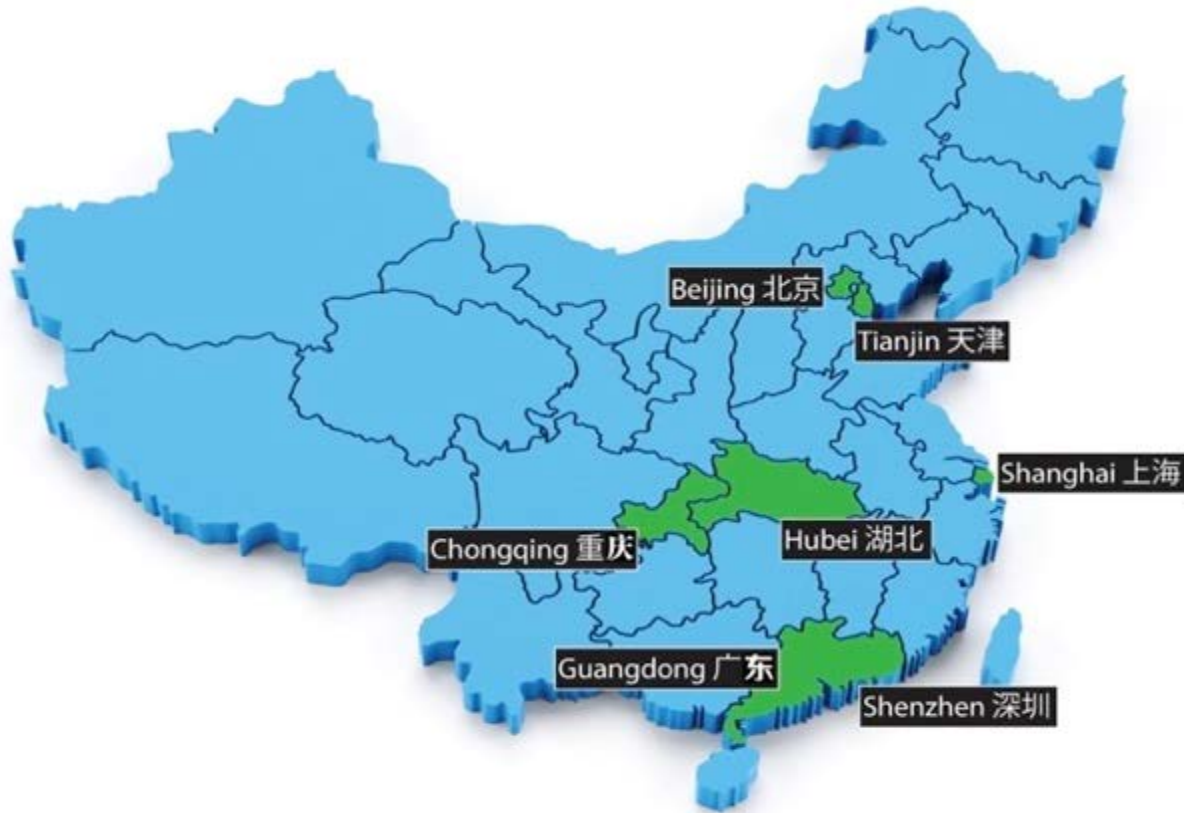 Beijing 北京
Tianjin 天津
Shanghai 上海
Chongqing 重庆
Hubei 湖北
Guangdong 广东
Shenzhen 深圳